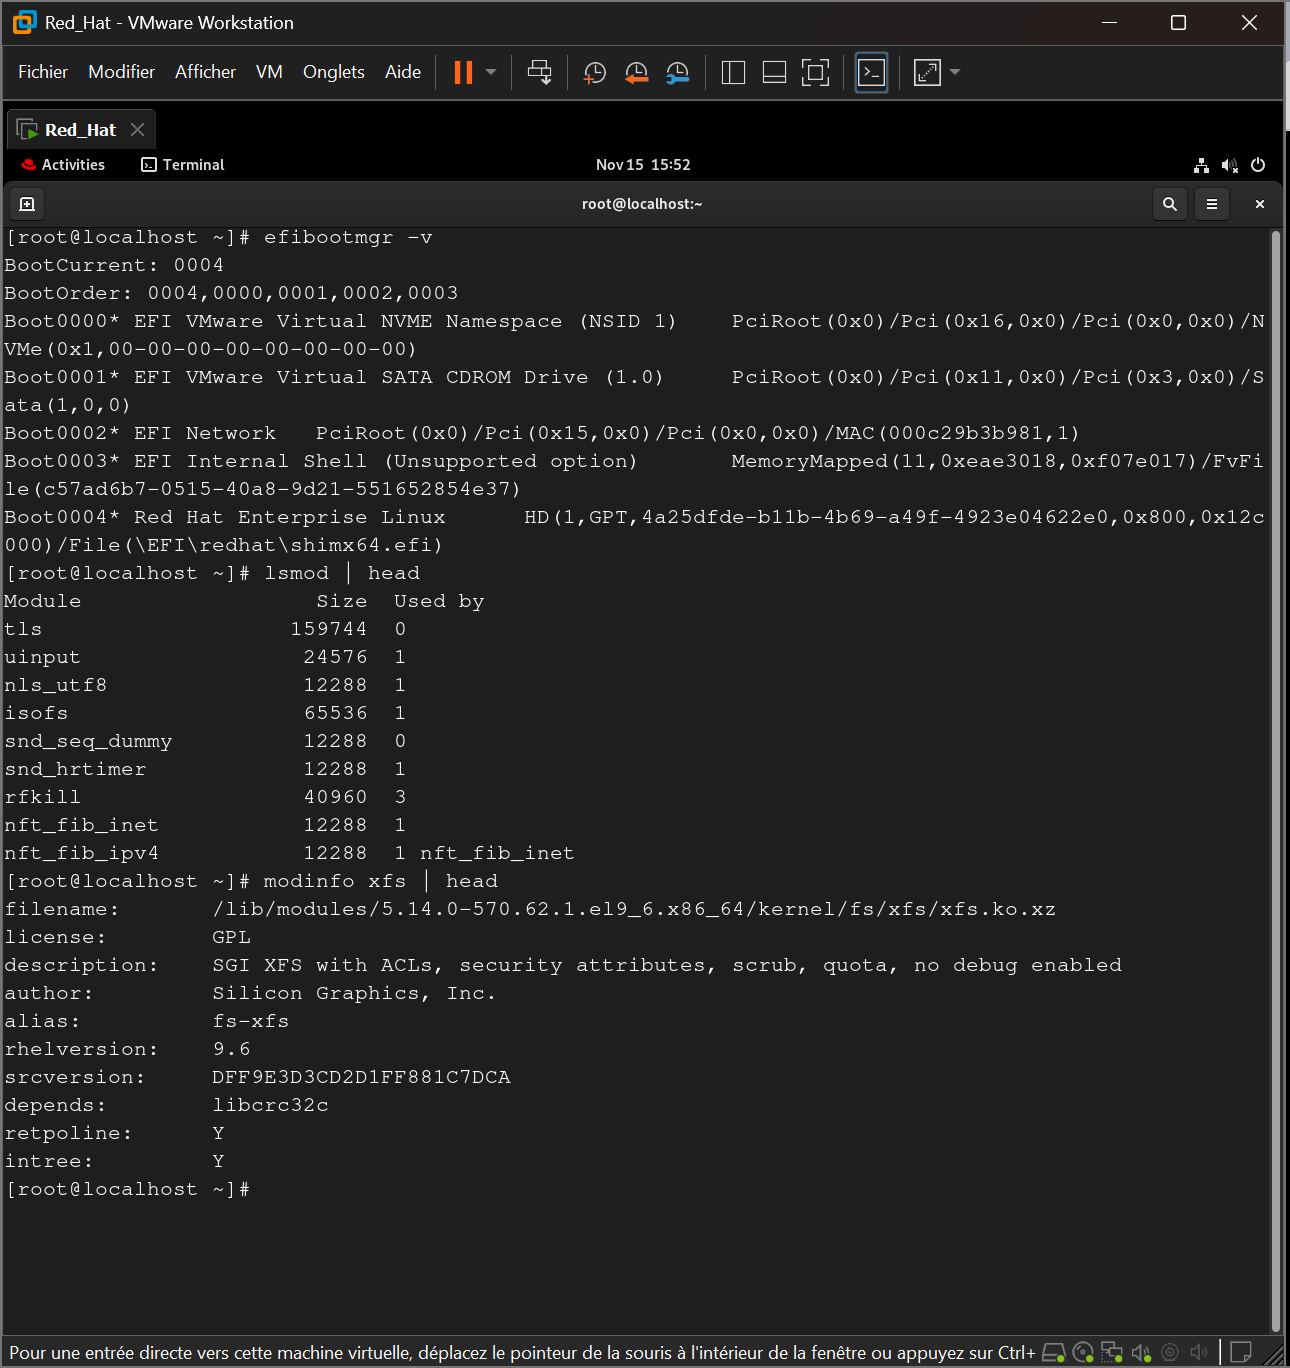 Red_Hat - VMware Workstation
Fichier Modifier Afficher VM Onglets Aide
Red_Hat
Activities Terminal Nov 15 15:52
root@localhost:~
[root@localhost ~]# efibootmgr -v
BootCurrent: 0004
BootOrder: 0004,0000,0001,0002,0003
Boot0000* EFI VMware Virtual NVME Namespace (NSID 1) PciRoot(0x0)/Pci(0x16,0x0)/Pci(0x0,0x0)/N
VMe(0x1,00-00-00-00-00-00-00-00)
Boot0001* EFI VMware Virtual SATA CDROM Drive (1.0) PciRoot(0x0)/Pci(0x11,0x0)/Pci(0x3,0x0)/S
ata(1,0,0)
Boot0002* EFI Network PciRoot(0x0)/Pci(0x15,0x0)/Pci(0x0,0x0)/MAC(000c29b3b981,1)
Boot0003* EFI Internal Shell (Unsupported option) MemoryMapped(11,0xeae3018,0xf07e017)/FvFi
le(c57ad6b7-0515-40a8-9d21-551652854e37)
Boot0004* Red Hat Enterprise Linux HD(1,GPT,4a25dfde-b11b-4b69-a49f-4923e04622e0,0x800,0x12c
000)/File(\EFI\redhat\shimx64.efi)
[root@localhost ~]# lsmod | head
Module Size Used by
tls 159744 0
uinput 24576 1
nls_utf8 12288 1
isofs 65536 1
snd_seq_dummy 12288 0
snd_hrtimer 12288 1
rfkill 40960 3
nft_fib_inet 12288 1
nft_fib_ipv4 12288 1 nft_fib_inet
[root@localhost ~]# modinfo xfs | head
filename: /lib/modules/5.14.0-570.62.1.el9_6.x86_64/kernel/fs/xfs/xfs.ko.xz
license: GPL
description: SGI XFS with ACLs, security attributes, scrub, quota, no debug enabled
author: Silicon Graphics, Inc.
alias: fs-xfs
rhelversion: 9.6
srcversion: DFF9E3D3CD2D1FF881C7DCA
depends: libcrc32c
retpoline: Y
intree: Y
[root@localhost ~]#
Pour une entrée directe vers cette machine virtuelle, déplacez le pointeur de la souris à l'intérieur de la fenêtre ou appuyez sur Ctrl+